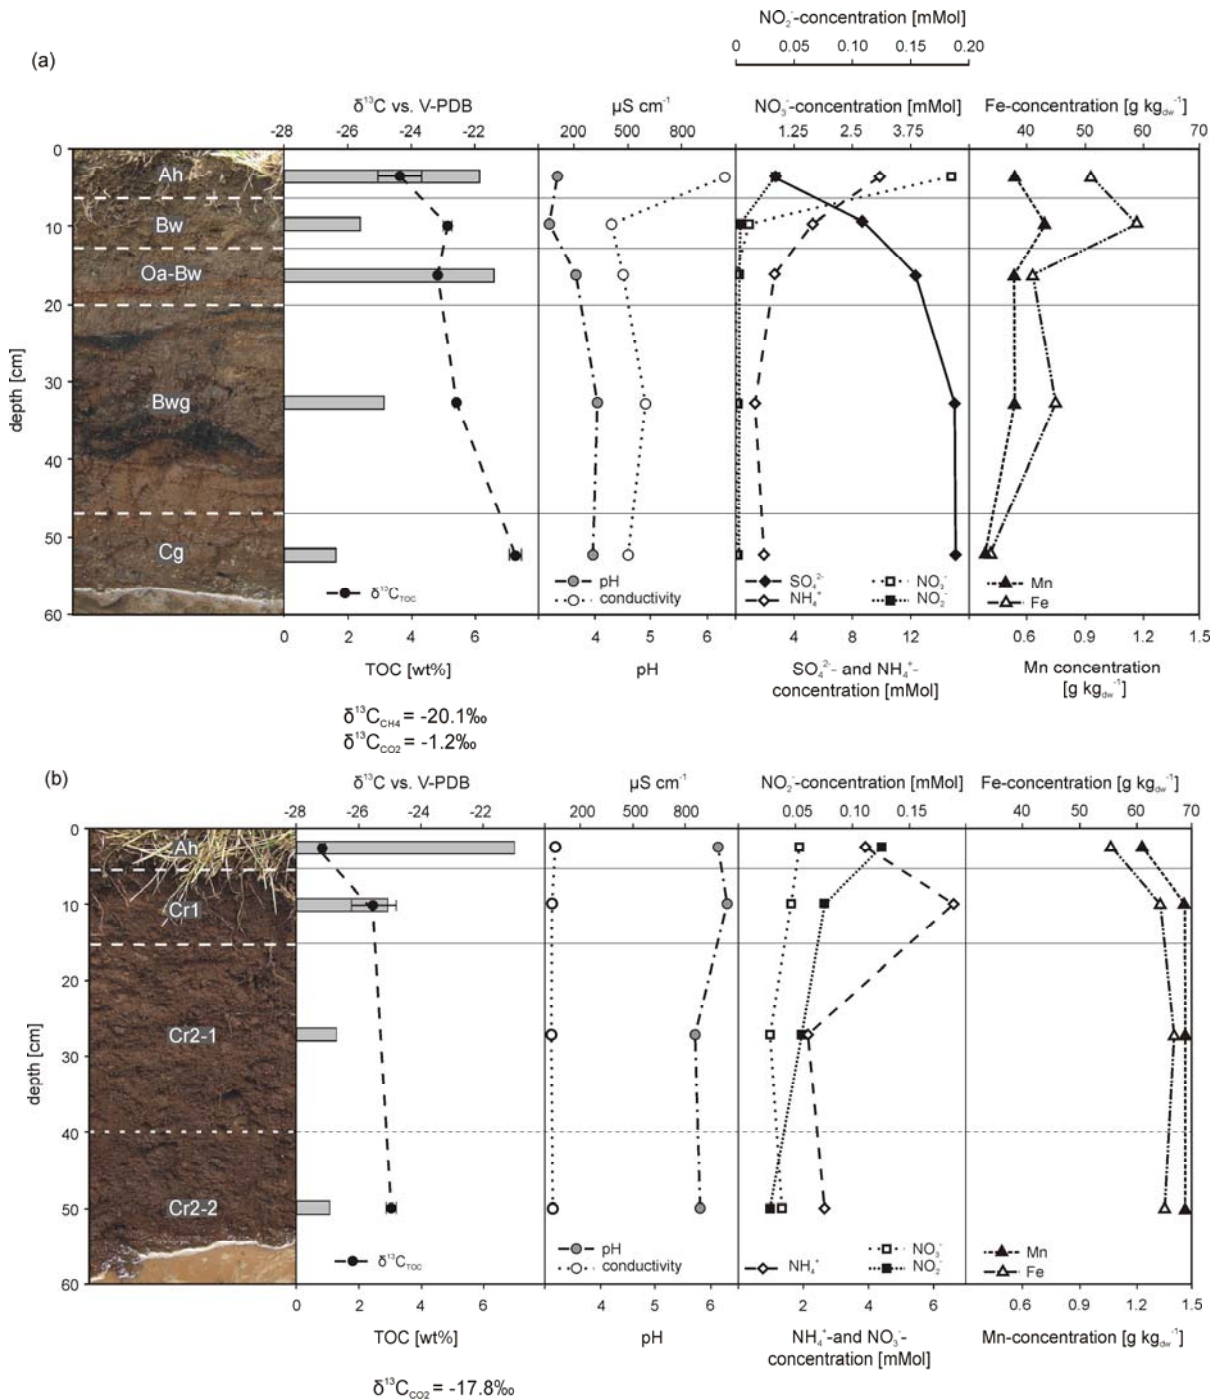 NO₂⁻-concentration [mMol]
0 0.05 0.10 0.15 0.20
(a)
δ¹³C vs. V-PDB
µS cm⁻¹
NO₃⁻-concentration [mMol]
Fe-concentration [g kg_dw⁻¹]
-28 -26 -24 -22
200 500 800
1.25 2.5 3.75
40 50 60 70
0
10
20
30
40
50
60
depth [cm]
Ah
Bw
Oa-Bw
Bwg
Cg
δ¹³C_TOC
pH
conductivity
SO₄²⁻
NH₄⁺
NO₃⁻
NO₂⁻
Mn
Fe
0 2 4 6
4 5 6
4 8 12
0.6 0.9 1.2 1.5
TOC [wt%]
pH
SO₄²⁻- and NH₄⁺-
concentration [mMol]
Mn concentration
[g kg_dw⁻¹]
δ¹³C_CH4 = -20.1‰
δ¹³C_CO2 = -1.2‰
(b)
δ¹³C vs. V-PDB
µS cm⁻¹
NO₂⁻-concentration [mMol]
Fe-concentration [g kg_dw⁻¹]
-28 -26 -24 -22
200 500 800
0.05 0.10 0.15
40 50 60 70
0
10
20
30
40
50
60
depth [cm]
Ah
Cr1
Cr2-1
Cr2-2
δ¹³C_TOC
pH
conductivity
NH₄⁺
NO₃⁻
NO₂⁻
Mn
Fe
0 2 4 6
4 5 6
2 4 6
0.6 0.9 1.2 1.5
TOC [wt%]
pH
NH₄⁺-and NO₃⁻-
concentration [mMol]
Mn-concentration [g kg_dw⁻¹]
δ¹³C_CO2 = -17.8‰